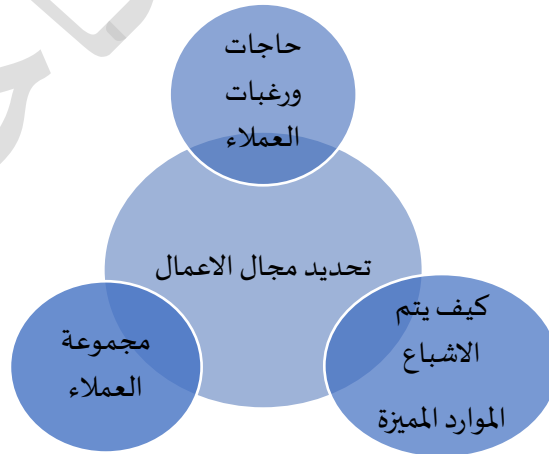 حاجات
ورغبات
العملاء
تحديد مجال الاعمال
كيف يتم
الاشباع
الموارد المميزة
مجموعة
العملاء